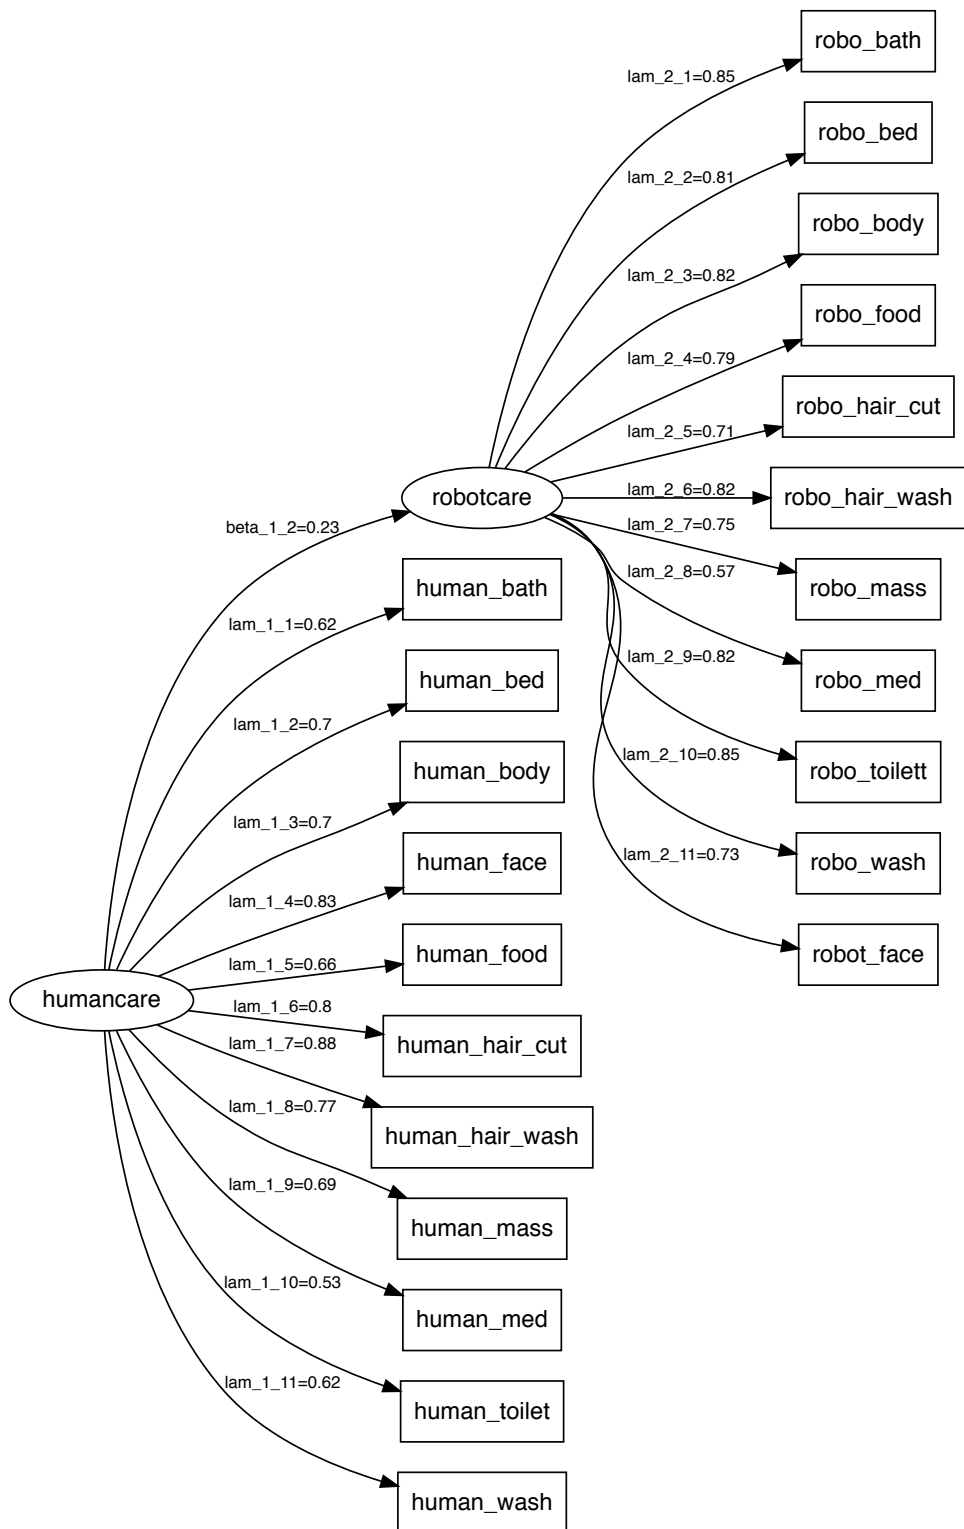 robo_bath
lam_2_1=0.85
robo_bed
lam_2_2=0.81
robo_body
lam_2_3=0.82
robo_food
lam_2_4=0.79
robo_hair_cut
lam_2_5=0.71
robotcare
lam_2_6=0.82
robo_hair_wash
beta_1_2=0.23
lam_2_7=0.75
lam_2_8=0.57
robo_mass
human_bath
lam_1_1=0.62
lam_2_9=0.82
human_bed
robo_med
lam_1_2=0.7
lam_2_10=0.85
human_body
robo_toilett
lam_1_3=0.7
human_face
robo_wash
lam_2_11=0.73
lam_1_4=0.83
human_food
robot_face
lam_1_5=0.66
humancare
lam_1_6=0.8
human_hair_cut
lam_1_7=0.88
lam_1_8=0.77
human_hair_wash
lam_1_9=0.69
human_mass
lam_1_10=0.53
human_med
lam_1_11=0.62
human_toilet
human_wash